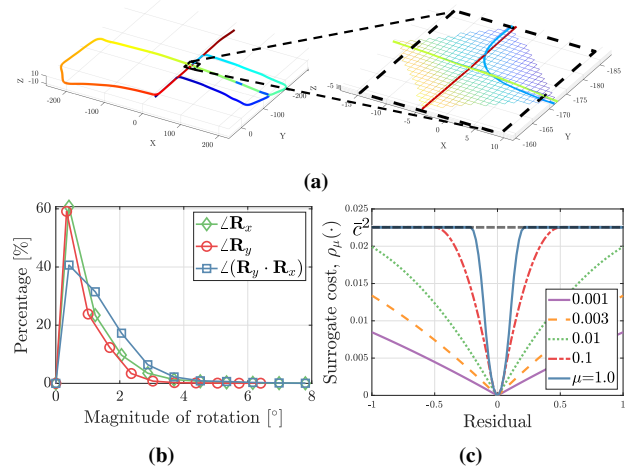 Z
10
-10
-200
-100
0
100
200
X
-200
-100
0
Y
Z
-5
-15
-10
-5
0
5
10
X
-185
-180
-175
-170
-165
-160
Y
(a)
Percentage [%]
60
40
20
0
0
2
4
6
8
Magnitude of rotation [°]
∠R_x
∠R_y
∠(R_y · R_x)
(b)
Surrogate cost, ρ_μ(·)
0.025
c̄²
0.02
0.015
0.01
0.005
0
-1
-0.5
0
0.5
1
Residual
0.001
0.003
0.01
0.1
μ=1.0
(c)